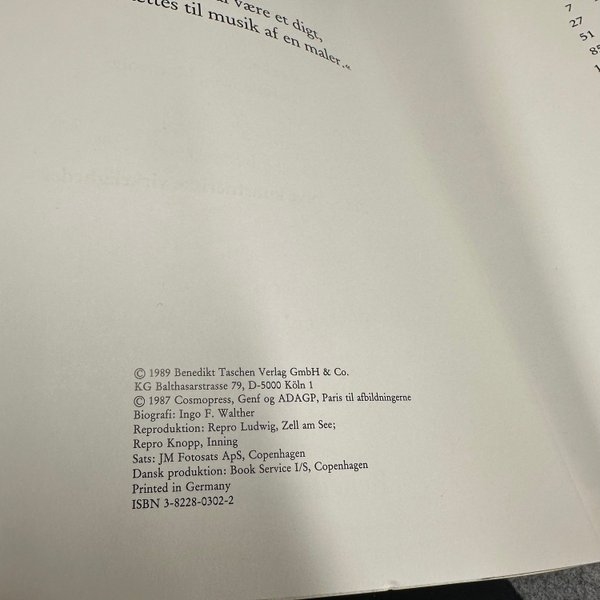 være et digt,
ettes til musik af en maler.«
7
27
51
© 1989 Benedikt Taschen Verlag GmbH & Co.
KG Balthasarstrasse 79, D-5000 Köln 1
© 1987 Cosmopress, Genf og ADAGP, Paris til afbildningerne
Biografi: Ingo F. Walther
Reproduktion: Repro Ludwig, Zell am See;
Repro Knopp, Inning
Sats: JM Fotosats ApS, Copenhagen
Dansk produktion: Book Service I/S, Copenhagen
Printed in Germany
ISBN 3-8228-0302-2